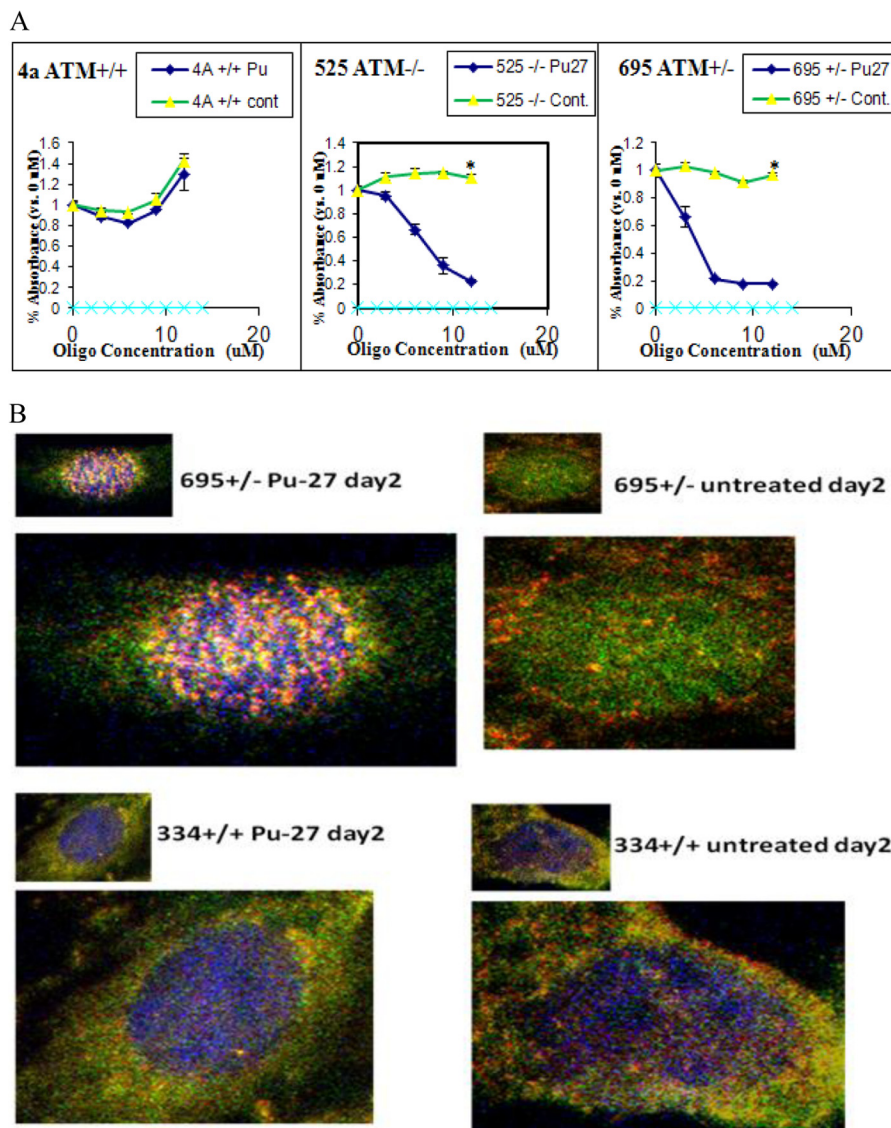 A
4a ATM+/+
4A +/+ Pu
4A +/+ cont
% Absorbance (vs. 0 uM)
1.6
1.4
1.2
1
0.8
0.6
0.4
0.2
0
0
10
20
Oligo Concentration (uM)
525 ATM-/-
525 -/- Pu27
525 -/- Cont.
% Absorbance (vs. 0 uM)
1.4
1.2
1
0.8
0.6
0.4
0.2
0
*
0
10
20
Oligo Concentration (uM)
695 ATM+/-
695 +/- Pu27
695 +/- Cont.
% Absorbance (vs. 0 uM)
1.2
1
0.8
0.6
0.4
0.2
0
*
0
10
20
Oligo Concentration (uM)
B
695+/- Pu-27 day2
695+/- untreated day2
334+/+ Pu-27 day2
334+/+ untreated day2